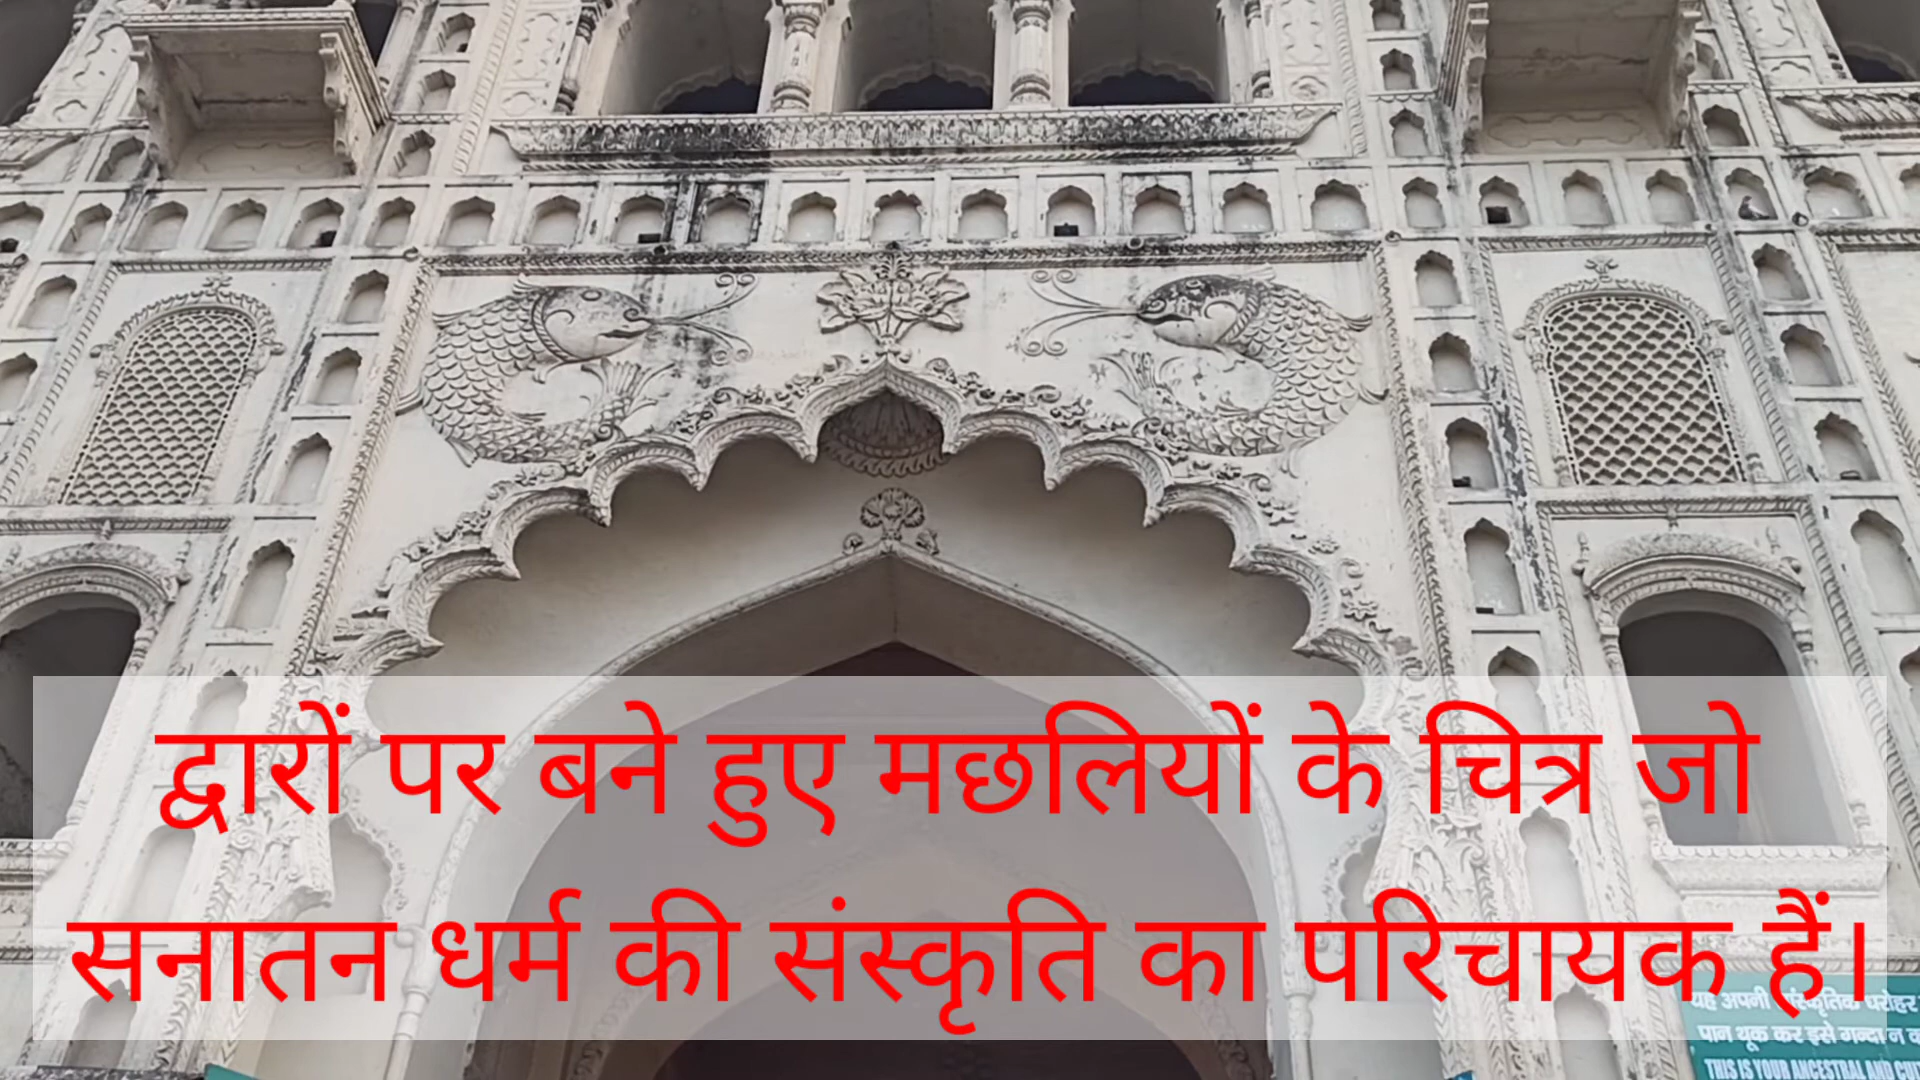 द्वारों पर बने हुए मछलियों के चित्र जो
सनातन धर्म की संस्कृति का परिचायक हैं।
यह अपनी सांस्कृतिक धरोहर
पान थूक कर इसे गन्दा न
THIS IS YOUR ANCESTRAL AND